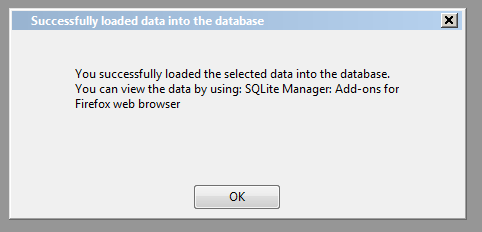 Successfully loaded data into the database
You successfully loaded the selected data into the database.
You can view the data by using: SQLite Manager: Add-ons for
Firefox web browser
OK